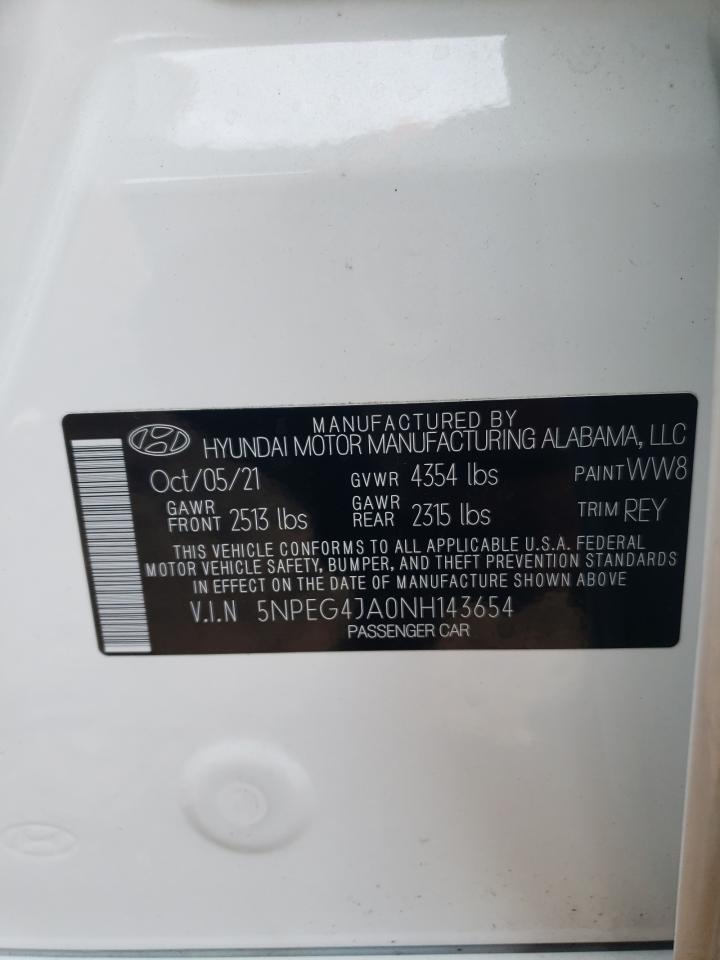 MANUFACTURED BY
HYUNDAI MOTOR MANUFACTURING ALABAMA, LLC
Oct/05/21 GVWR 4354 lbs PAINT WW8
GAWR FRONT 2513 lbs GAWR REAR 2315 lbs TRIM REY
THIS VEHICLE CONFORMS TO ALL APPLICABLE U.S.A. FEDERAL
MOTOR VEHICLE SAFETY, BUMPER, AND THEFT PREVENTION STANDARDS
IN EFFECT ON THE DATE OF MANUFACTURE SHOWN ABOVE
V.I.N 5NPEG4JA0NH143654
PASSENGER CAR